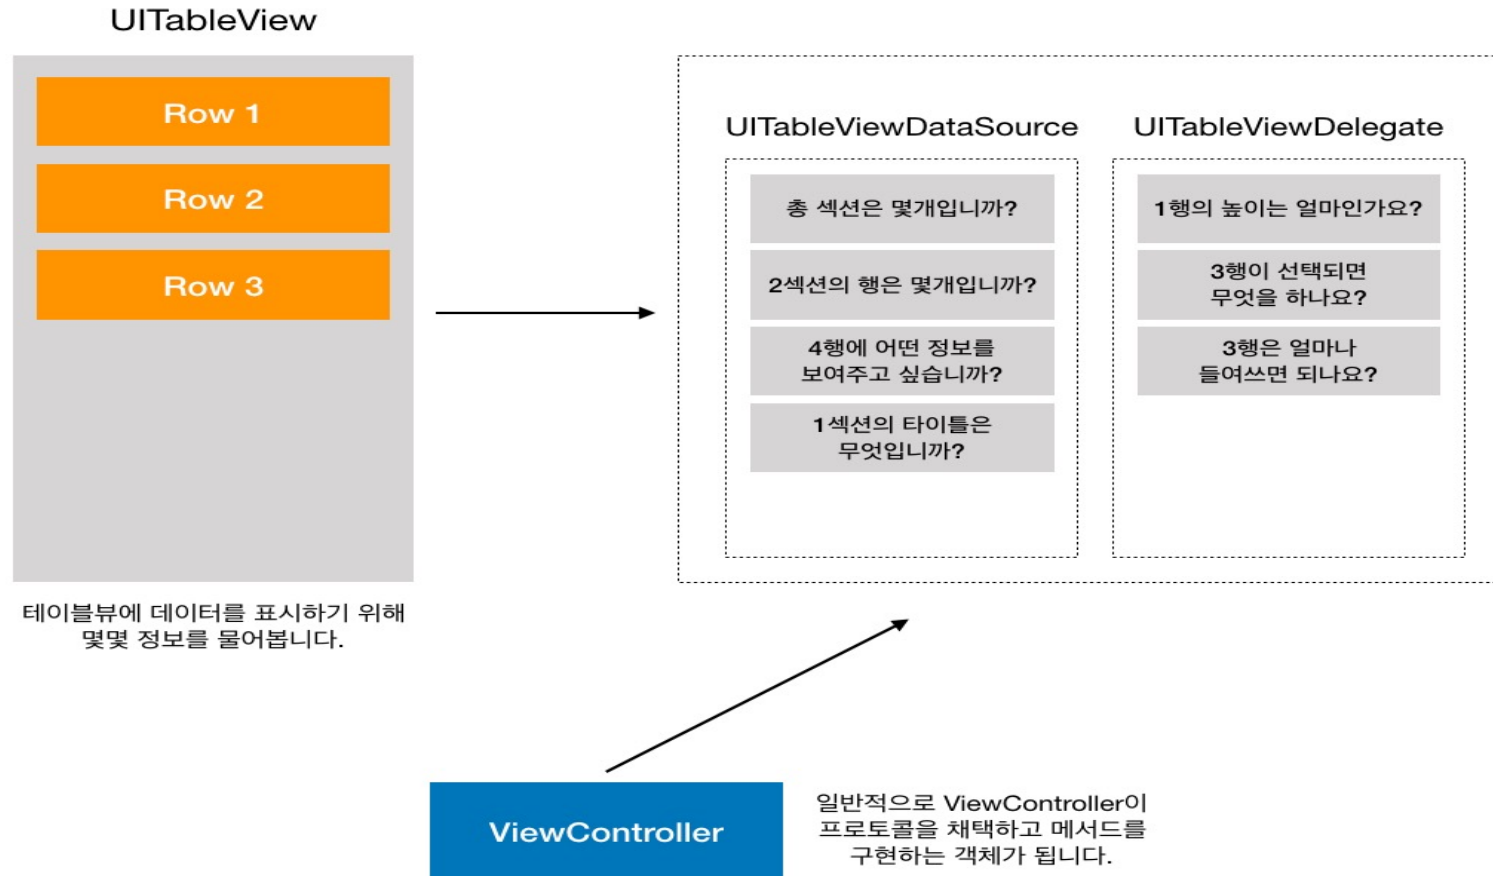 UITableView
Row 1
Row 2
Row 3
테이블뷰에 데이터를 표시하기 위해
몇몇 정보를 물어봅니다.
UITableViewDataSource
총 섹션은 몇개입니까?
2섹션의 행은 몇개입니까?
4행에 어떤 정보를
보여주고 싶습니까?
1섹션의 타이틀은
무엇입니까?
UITableViewDelegate
1행의 높이는 얼마인가요?
3행이 선택되면
무엇을 하나요?
3행은 얼마나
들여쓰면 되나요?
ViewController
일반적으로 ViewController이
프로토콜을 채택하고 메서드를
구현하는 객체가 됩니다.